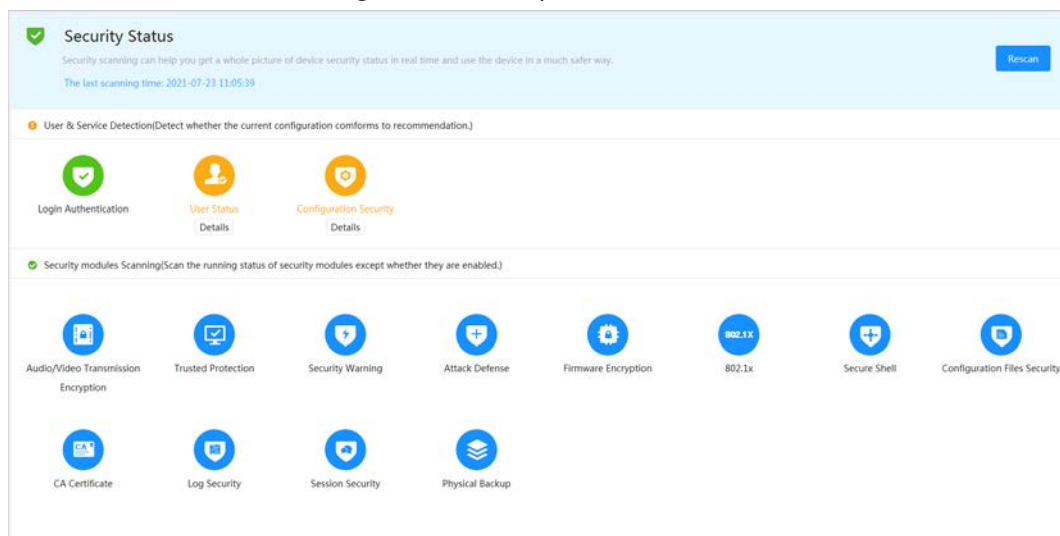 Security Status
Security scanning can help you get a whole picture of device security status in real time and use the device in a much safer way.
The last scanning time: 2021-07-23 11:05:39
Rescan
User & Service Detection(Detect whether the current configuration comforms to recommendation.)
Login Authentication
User Status
Configuration Security
Details
Details
Security modules Scanning(Scan the running status of security modules except whether they are enabled.)
802.1X
Audio/Video Transmission
Encryption
Trusted Protection
Security Warning
Attack Defense
Firmware Encryption
802.1x
Secure Shell
Configuration Files Security
CA
CA Certificate
Log Security
Session Security
Physical Backup